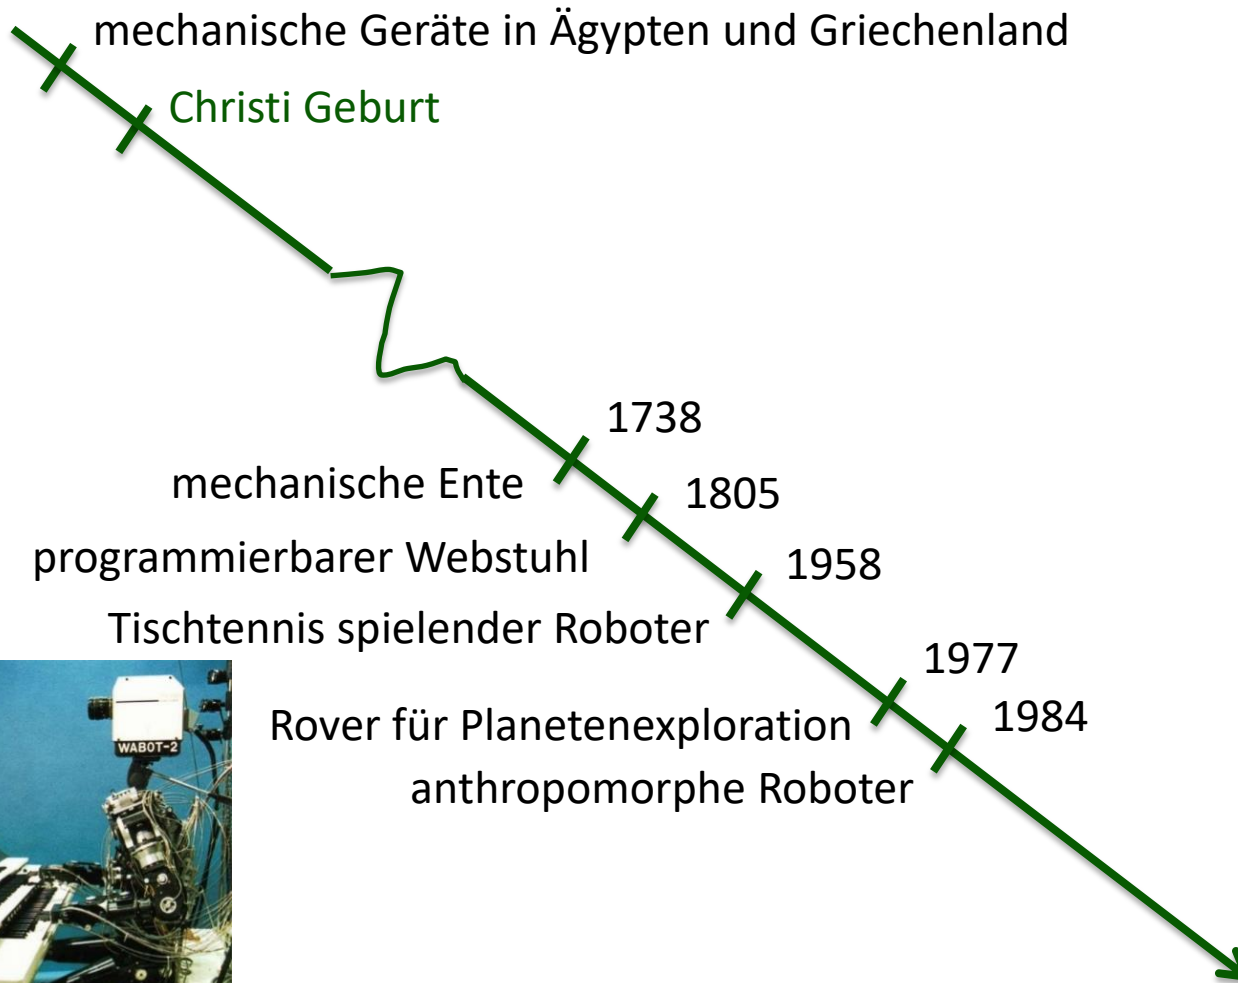 mechanische Geräte in Ägypten und Griechenland
Christi Geburt
1738
mechanische Ente
1805
programmierbarer Webstuhl
1958
Tischtennis spielender Roboter
1977
Rover für Planetenexploration
1984
anthropomorphe Roboter
WABOT-2